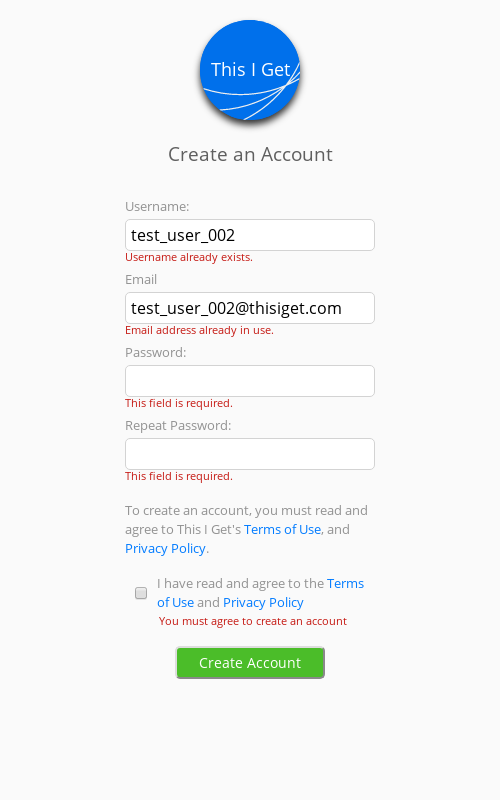 This I Get
Create an Account
Username:
test_user_002
Username already exists.
Email
test_user_002@thisiget.com
Email address already in use.
Password:
This field is required.
Repeat Password:
This field is required.
To create an account, you must read and
agree to This I Get's Terms of Use, and
Privacy Policy.
I have read and agree to the Terms
of Use and Privacy Policy
You must agree to create an account
Create Account